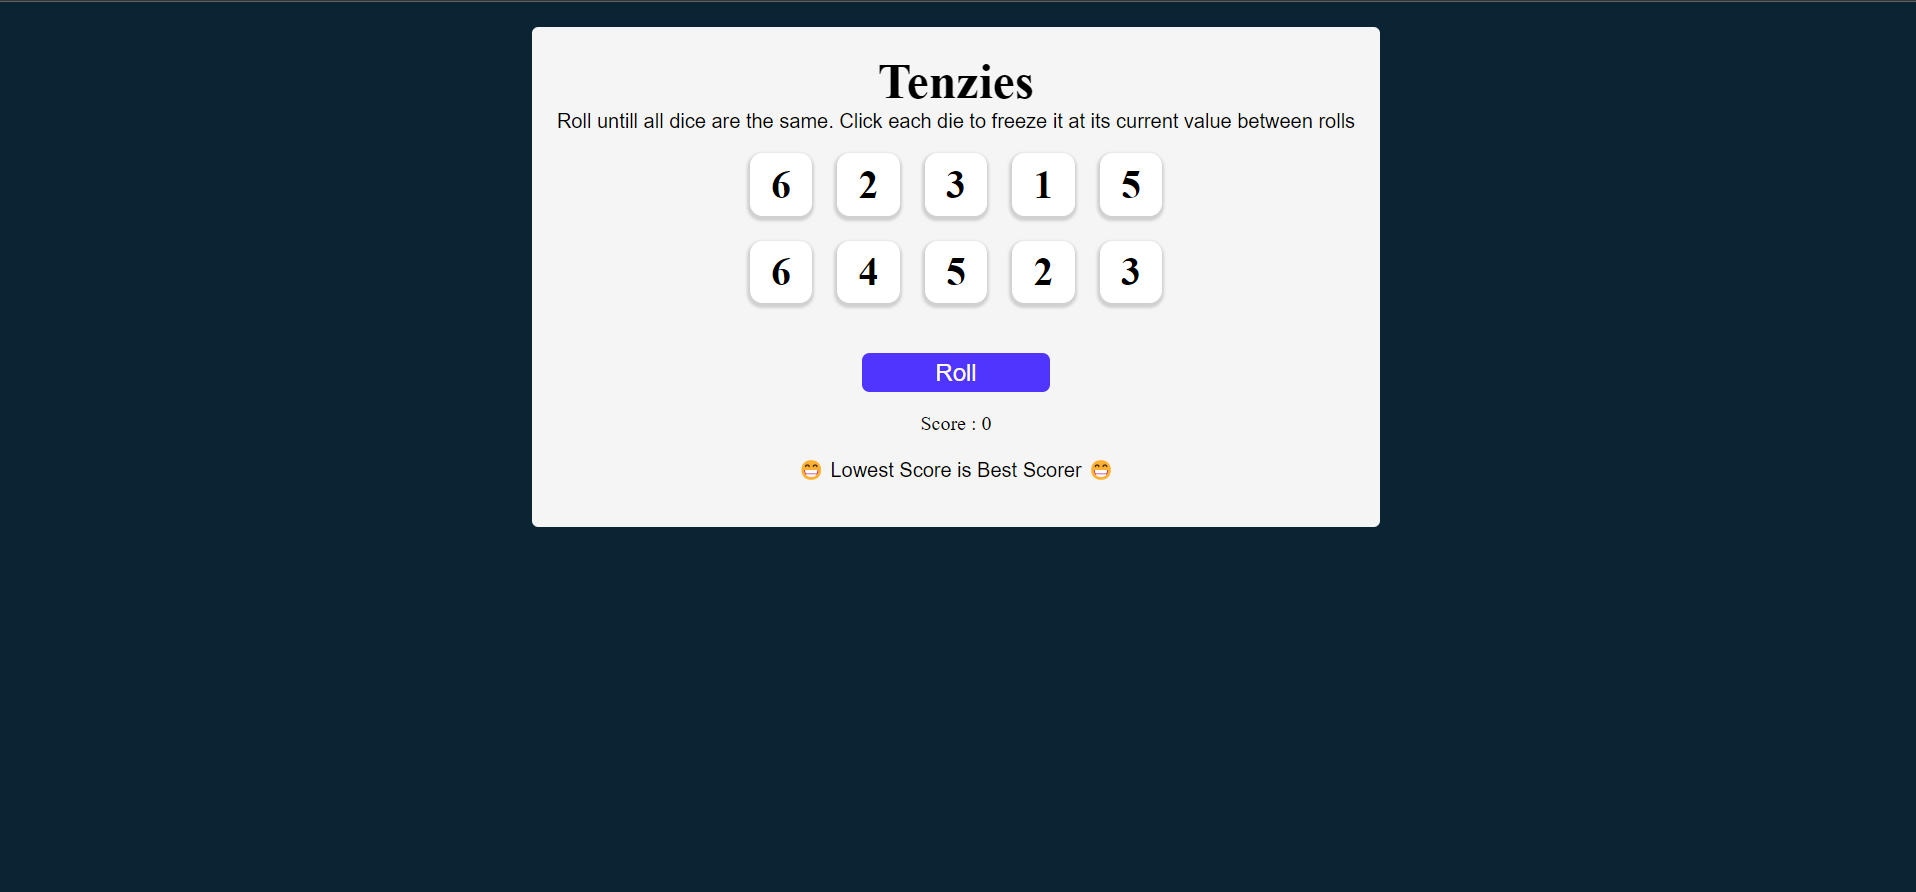 Tenzies
Roll untill all dice are the same. Click each die to freeze it at its current value between rolls
6 2 3 1 5
6 4 5 2 3
Roll
Score : 0
😁 Lowest Score is Best Scorer 😁